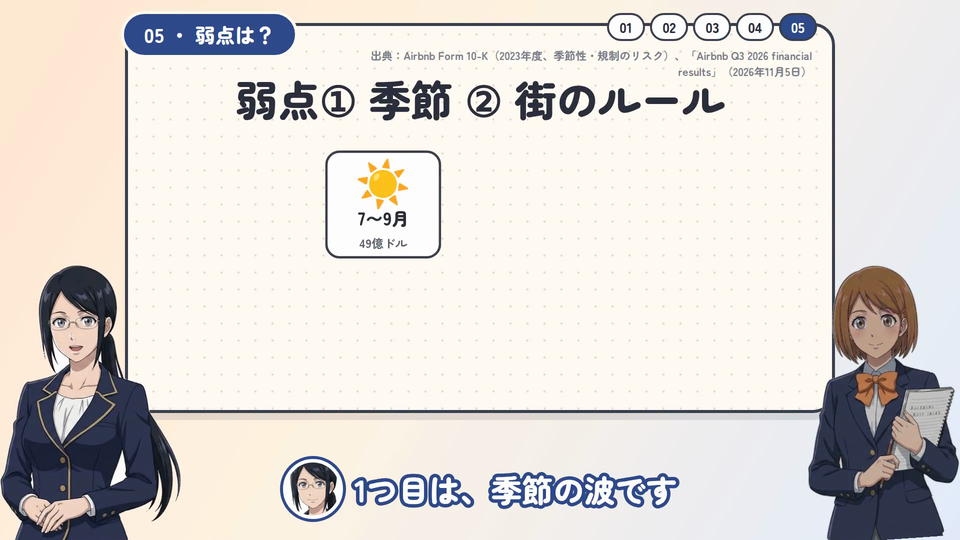 05 ・ 弱点は？
01 02 03 04 05
出典：Airbnb Form 10-K（2023年度、季節性・規制のリスク）、「Airbnb Q3 2026 financial
results」（2026年11月5日）
弱点① 季節 ② 街のルール
7〜9月
49億ドル
1つ目は、季節の波です